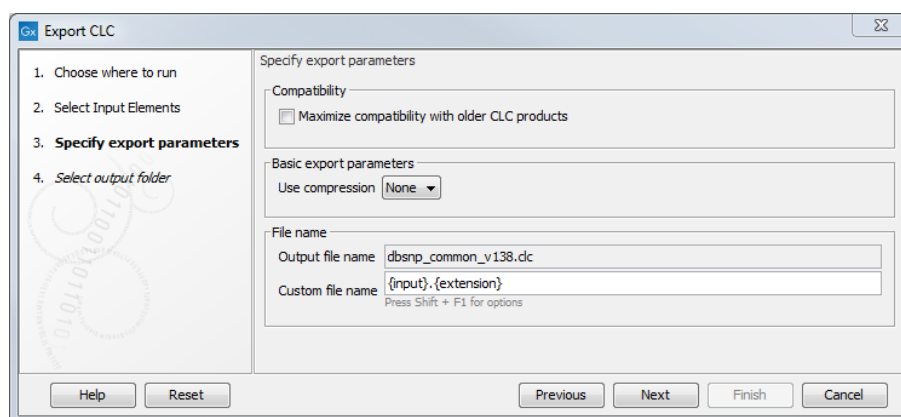 Gx Export CLC
1. Choose where to run
2. Select Input Elements
3. Specify export parameters
4. Select output folder
Specify export parameters
Compatibility
Maximize compatibility with older CLC products
Basic export parameters
Use compression None
File name
Output file name dbsnp_common_v138.clc
Custom file name {input}.{extension}
Press Shift + F1 for options
Help Reset Previous Next Finish Cancel